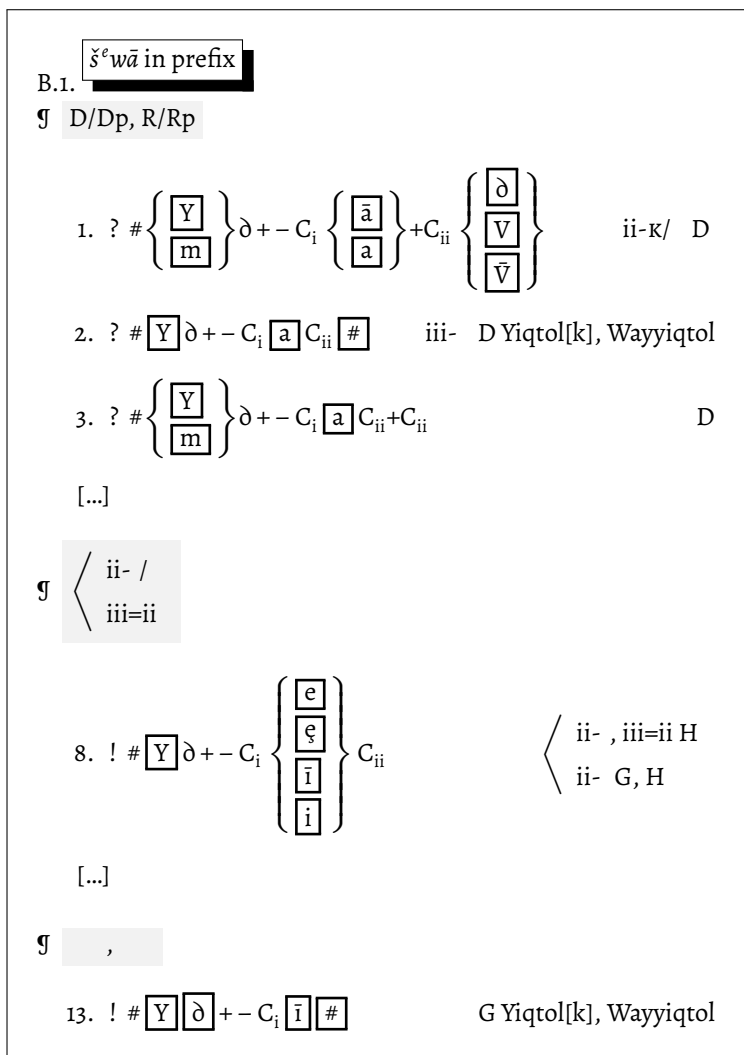 B.1. šᵉwā in prefix
¶ D/Dp, R/Rp
1. ? # { Y m } ∂ + – Cᵢ { ā a } +Cᵢᵢ { ∂ V V̄ } ii-ĸ/ D
2. ? # Y ∂ + – Cᵢ a Cᵢᵢ # iii- D Yiqtol[k], Wayyiqtol
3. ? # { Y m } ∂ + – Cᵢ a Cᵢᵢ+Cᵢᵢ D
[...]
¶ ⟨ ii- /
iii=ii
8. ! # Y ∂ + – Cᵢ { e ȩ ī i } Cᵢᵢ ⟨ ii- , iii=ii H
ii- G, H
[...]
¶ ,
13. ! # Y ∂ + – Cᵢ ī # G Yiqtol[k], Wayyiqtol